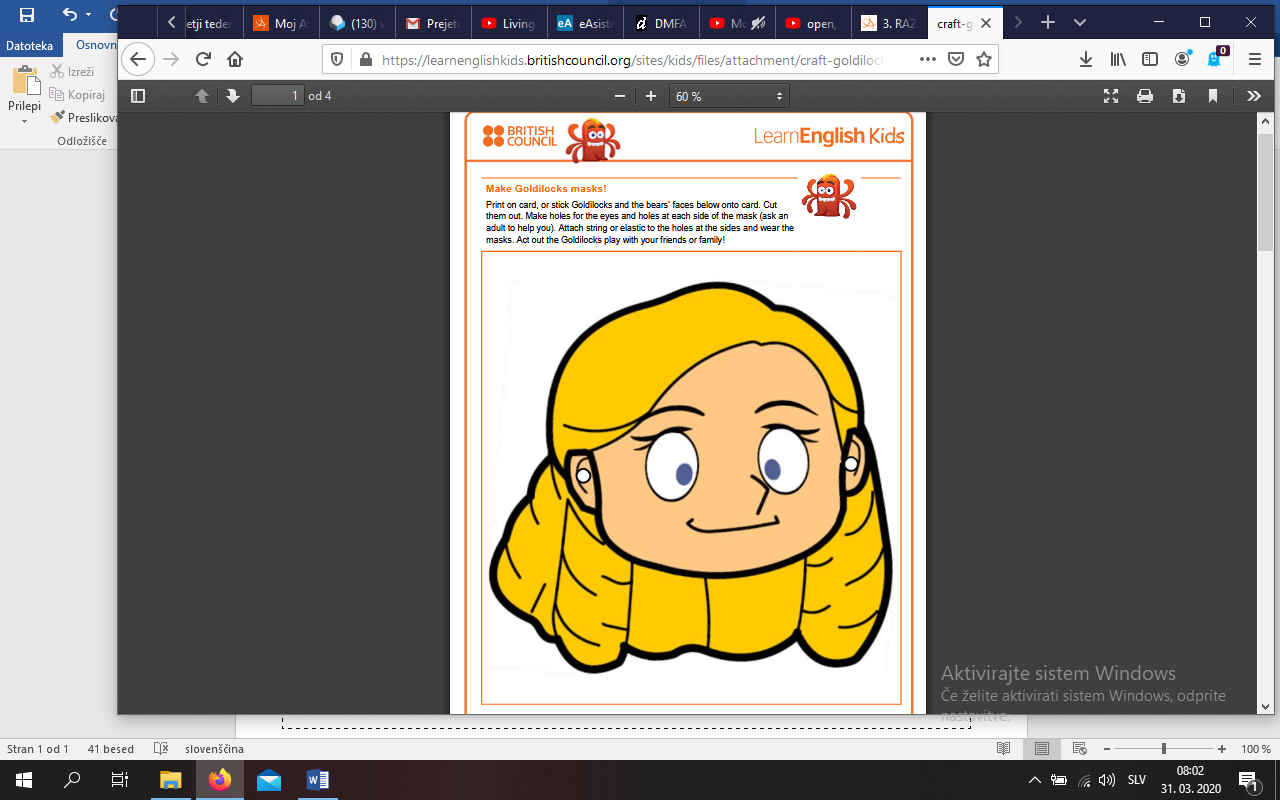 Datoteka
Osnovn
Izreži
Kopiraj
Prilepi
Preslikova
Odložišče
etji teder
Moj A
(130) w
Prejet
Living
eAsist
DMFA
Mo
open,
3. RAZ
craft-g
https://learnenglishkids.britishcouncil.org/sites/kids/files/attachment/craft-goldiloc
0
1 od 4
60 %
BRITISH
COUNCIL
LearnEnglish Kids
Make Goldilocks masks!
Print on card, or stick Goldilocks and the bears' faces below onto card. Cut
them out. Make holes for the eyes and holes at each side of the mask (ask an
adult to help you). Attach string or elastic to the holes at the sides and wear the
masks. Act out the Goldilocks play with your friends or family!
Aktivirajte sistem Windows
Če želite aktivirati sistem Windows, odprite
nastavitve.
Stran 1 od 1
41 besed
slovenščina
100 %
SLV
08:02
31. 03. 2020
1